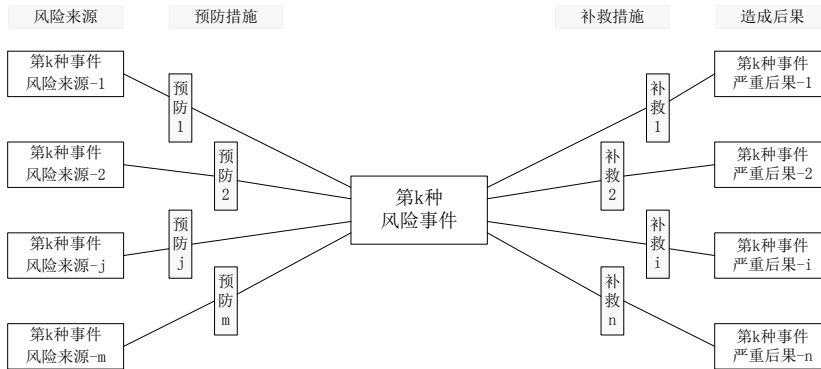 风险来源
预防措施
补救措施
造成后果
第k种事件
风险来源-1
第k种事件
风险来源-2
第k种事件
风险来源-j
第k种事件
风险来源-m
预
防
1
预
防
2
预
防
j
预
防
m
第k种
风险事件
补
救
1
补
救
2
补
救
i
补
救
n
第k种事件
严重后果-1
第k种事件
严重后果-2
第k种事件
严重后果-i
第k种事件
严重后果-n